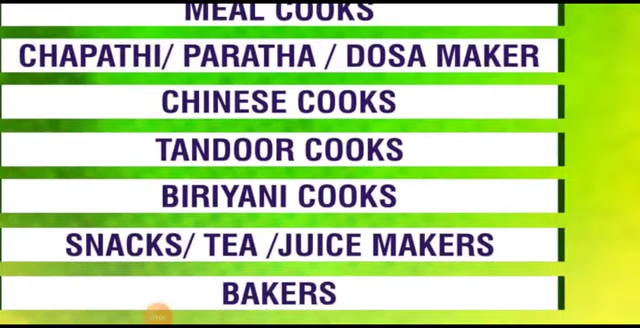 MEAL COOKS
CHAPATHI/ PARATHA / DOSA MAKER
CHINESE COOKS
TANDOOR COOKS
BIRIYANI COOKS
SNACKS/ TEA /JUICE MAKERS
BAKERS